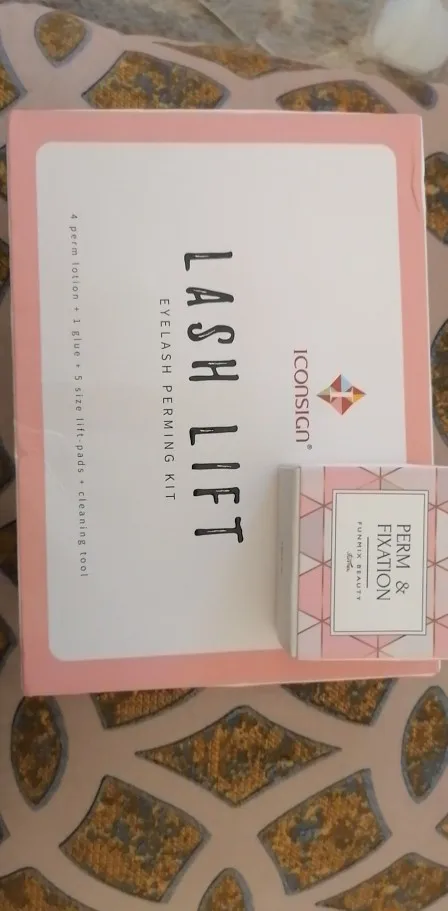 ICONSIGN®
LASH LIFT
EYELASH PERMING KIT
4 perm lotion + 1 glue + 5 size lift-pads + cleaning tool
PERM &
FIXATION
FUNMIX BEAUTY